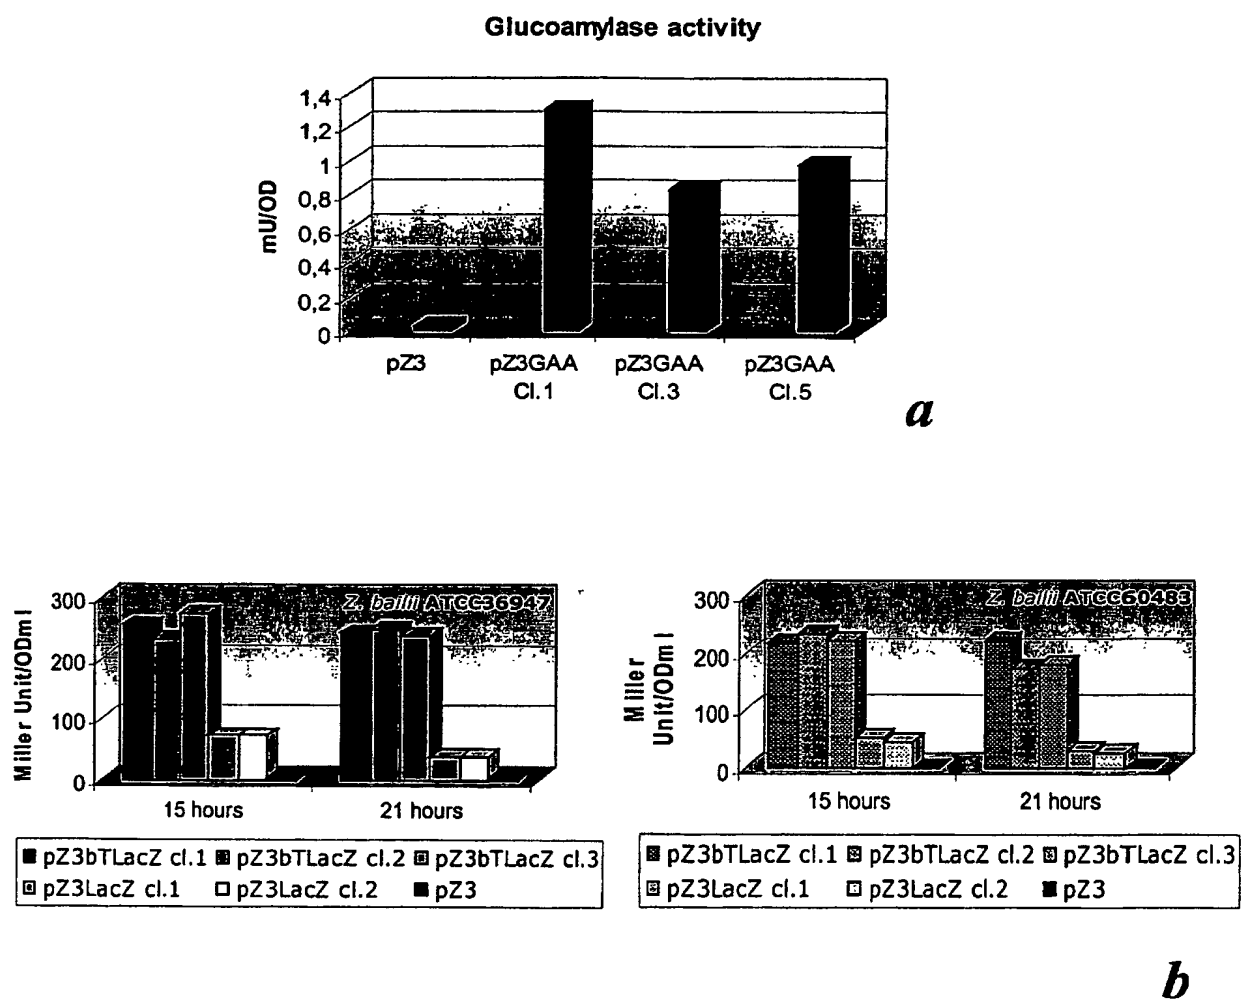 Glucoamylase activity
1,4
1,2
1
0,8
0,6
0,4
0,2
0
mU/OD
pZ3
pZ3GAA
Cl.1
pZ3GAA
Cl.3
pZ3GAA
Cl.5
a
Miller Unit/ODml
300
200
100
0
Z. bailii ATCC36947
15 hours
21 hours
pZ3bTLacZ cl.1 pZ3bTLacZ cl.2 pZ3bTLacZ cl.3
pZ3LacZ cl.1 pZ3LacZ cl.2 pZ3
Miller
Unit/ODml
300
200
100
0
Z. bailii ATCC60483
15 hours
21 hours
pZ3bTLacZ cl.1 pZ3bTLacZ cl.2 pZ3bTLacZ cl.3
pZ3LacZ cl.1 pZ3LacZ cl.2 pZ3
b